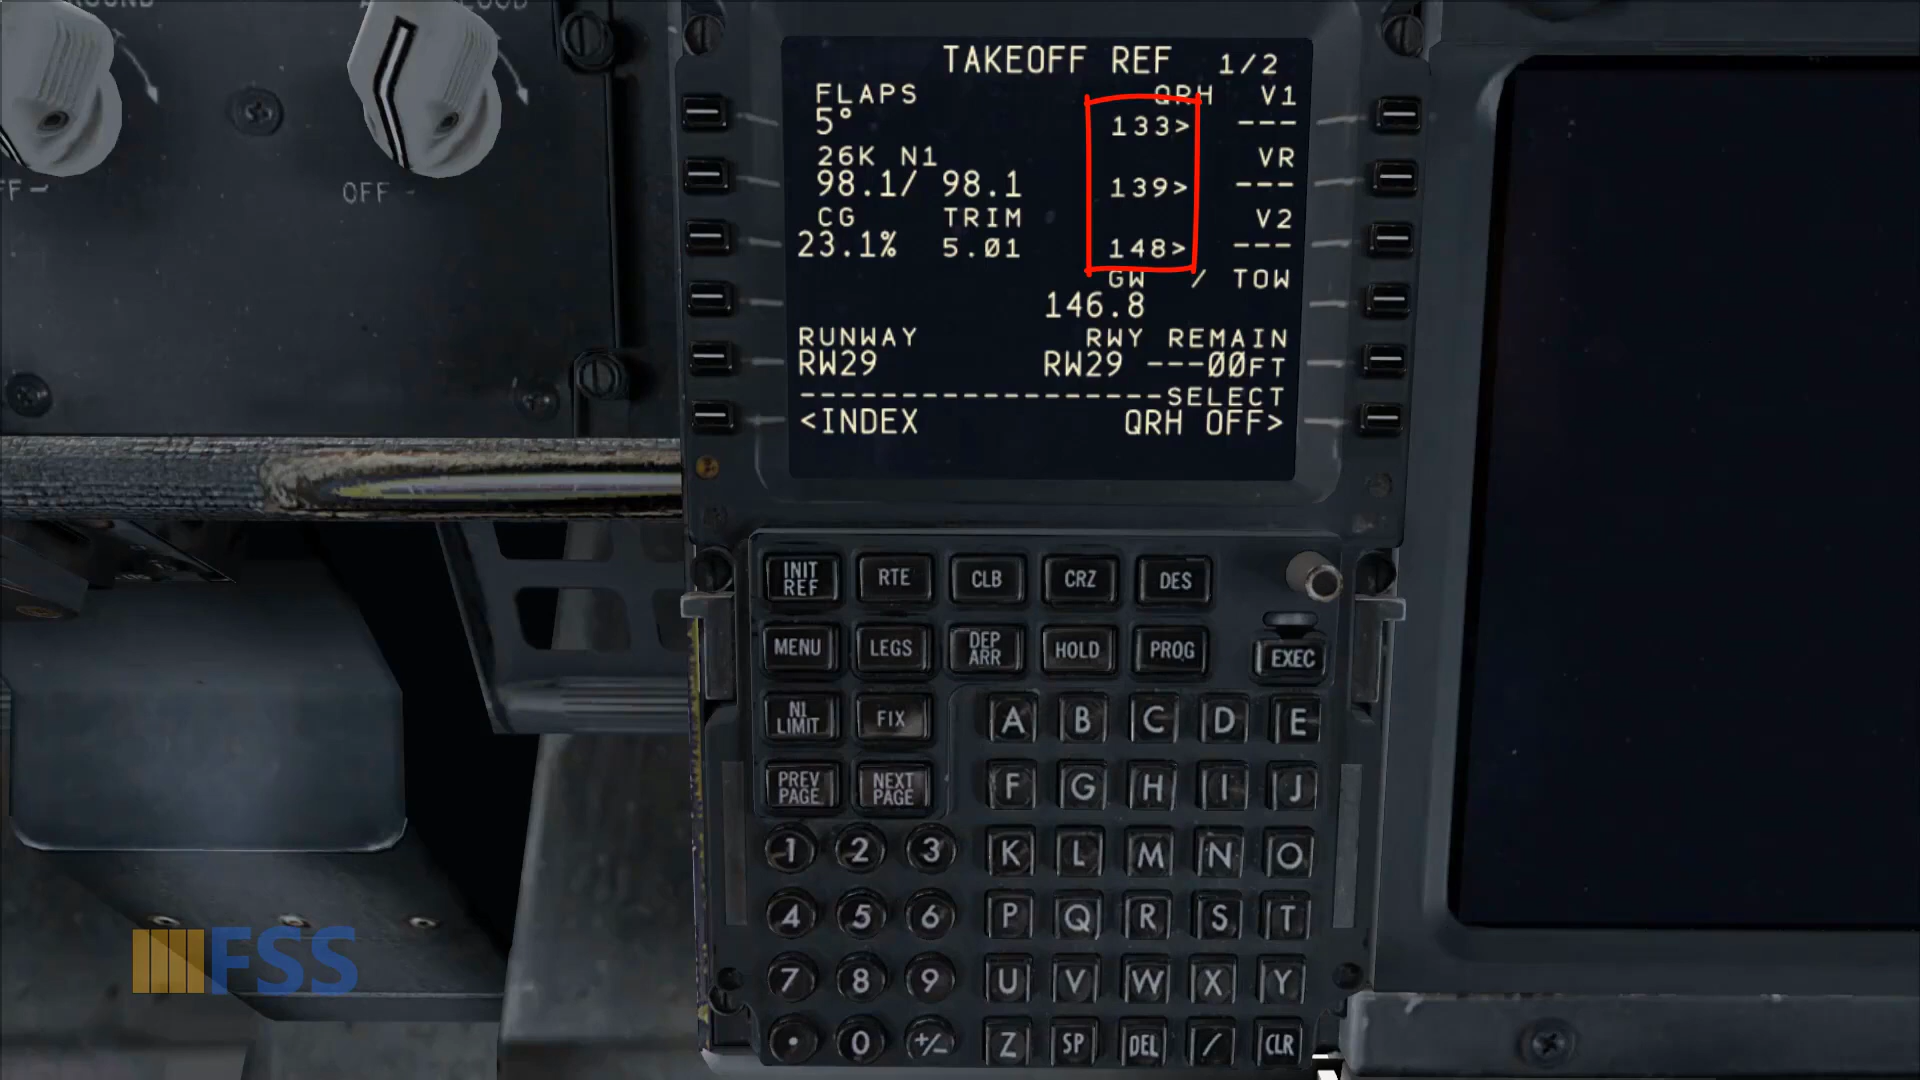 OFF
TAKEOFF REF 1/2
FLAPS QRH V1
5° 133> ---
26K N1 VR
98.1/ 98.1 139> ---
CG TRIM V2
23.1% 5.01 148> ---
GW / TOW
146.8
RUNWAY RWY REMAIN
RW29 RW29 ---00FT
------------------SELECT
<INDEX QRH OFF>
INIT REF RTE CLB CRZ DES
MENU LEGS DEP ARR HOLD PROG EXEC
N1 LIMIT FIX A B C D E
PREV PAGE NEXT PAGE F G H I J
1 2 3 K L M N O
4 5 6 P Q R S T
7 8 9 U V W X Y
. 0 +/- Z SP DEL / CLR
FSS